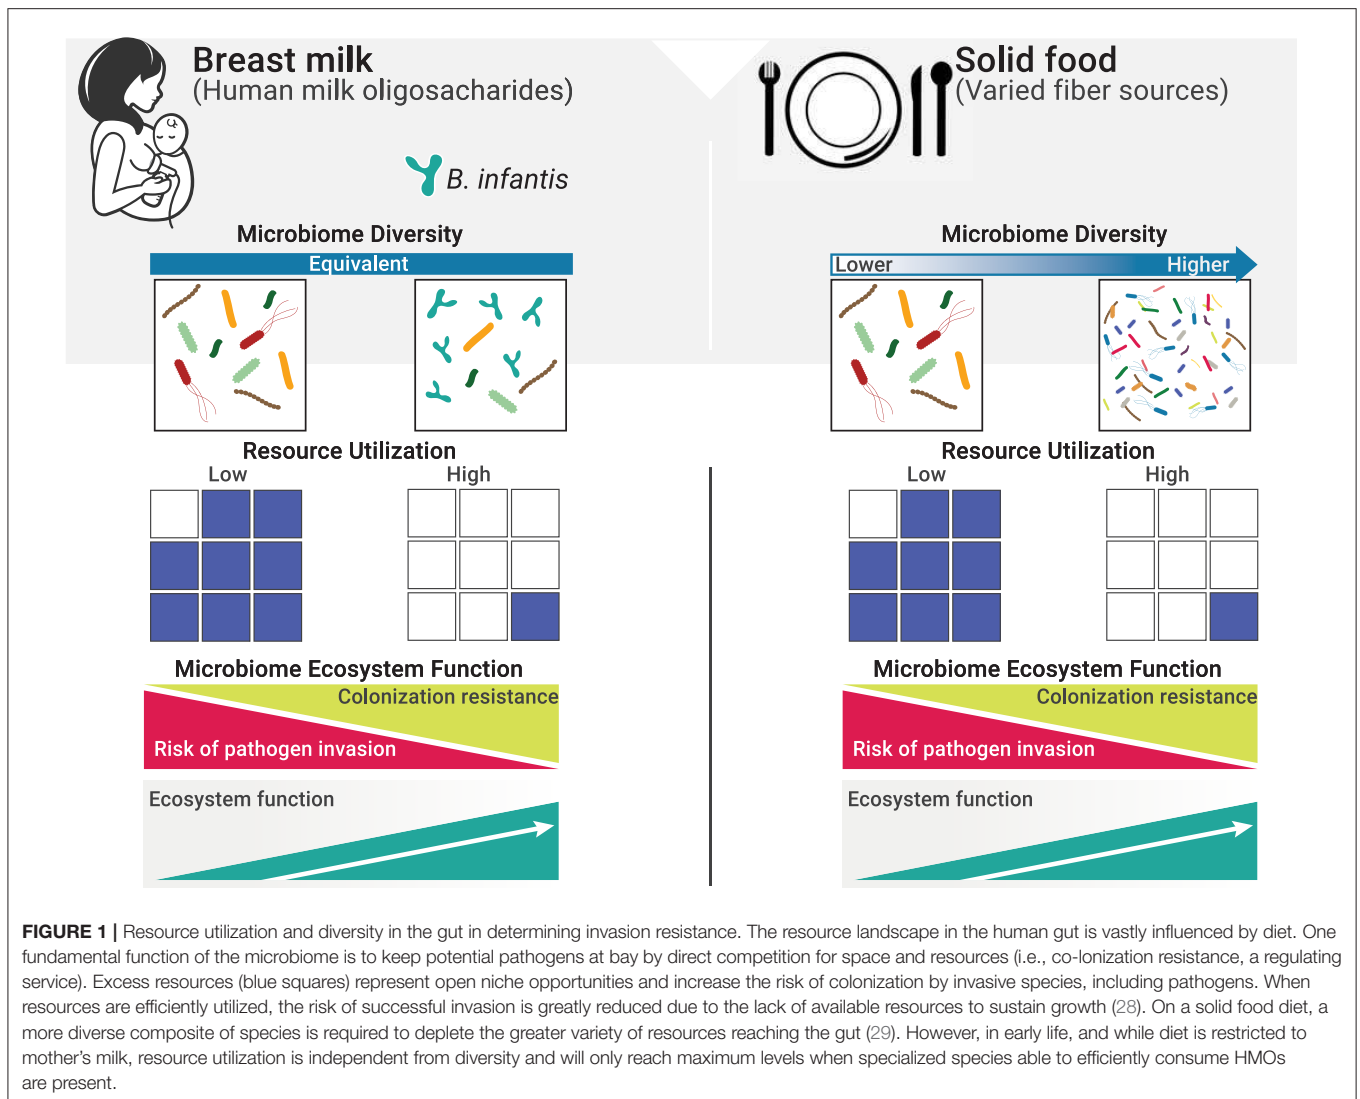 Breast milk
(Human milk oligosacharides)
B. infantis
Microbiome Diversity
Equivalent
Resource Utilization
Low
High
Microbiome Ecosystem Function
Colonization resistance
Risk of pathogen invasion
Ecosystem function
Solid food
(Varied fiber sources)
Microbiome Diversity
Lower
Higher
Resource Utilization
Low
High
Microbiome Ecosystem Function
Colonization resistance
Risk of pathogen invasion
Ecosystem function
FIGURE 1 | Resource utilization and diversity in the gut in determining invasion resistance. The resource landscape in the human gut is vastly influenced by diet. One
fundamental function of the microbiome is to keep potential pathogens at bay by direct competition for space and resources (i.e., co-lonization resistance, a regulating
service). Excess resources (blue squares) represent open niche opportunities and increase the risk of colonization by invasive species, including pathogens. When
resources are efficiently utilized, the risk of successful invasion is greatly reduced due to the lack of available resources to sustain growth (28). On a solid food diet, a
more diverse composite of species is required to deplete the greater variety of resources reaching the gut (29). However, in early life, and while diet is restricted to
mother's milk, resource utilization is independent from diversity and will only reach maximum levels when specialized species able to efficiently consume HMOs
are present.